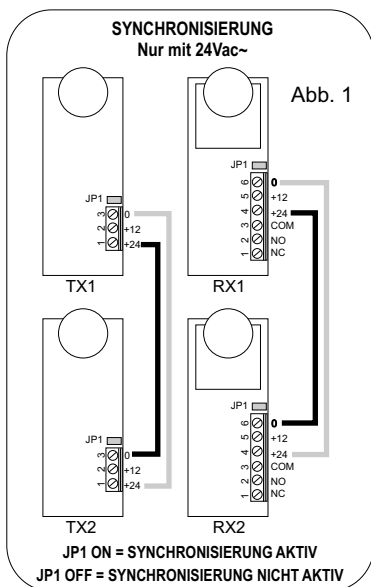 SYNCHRONISIERUNG
Nur mit 24Vac~
Abb. 1
JP1
3 0
2 +12
1 +24
TX1
JP1
6 0
5 +12
4 +24
3 COM
2 NO
1 NC
RX1
JP1
3 0
2 +12
1 +24
TX2
JP1
6 0
5 +12
4 +24
3 COM
2 NO
1 NC
RX2
JP1 ON = SYNCHRONISIERUNG AKTIV
JP1 OFF = SYNCHRONISIERUNG NICHT AKTIV